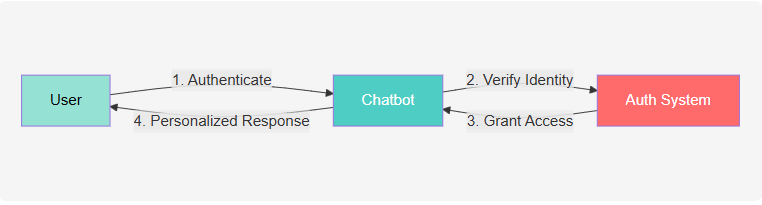 1. Authenticate
2. Verify Identity
User
Chatbot
Auth System
4. Personalized Response
3. Grant Access